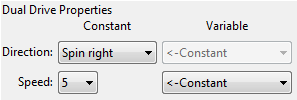 Dual Drive Properties
Constant Variable
Direction: Spin right <-Constant
Speed: 5 <-Constant